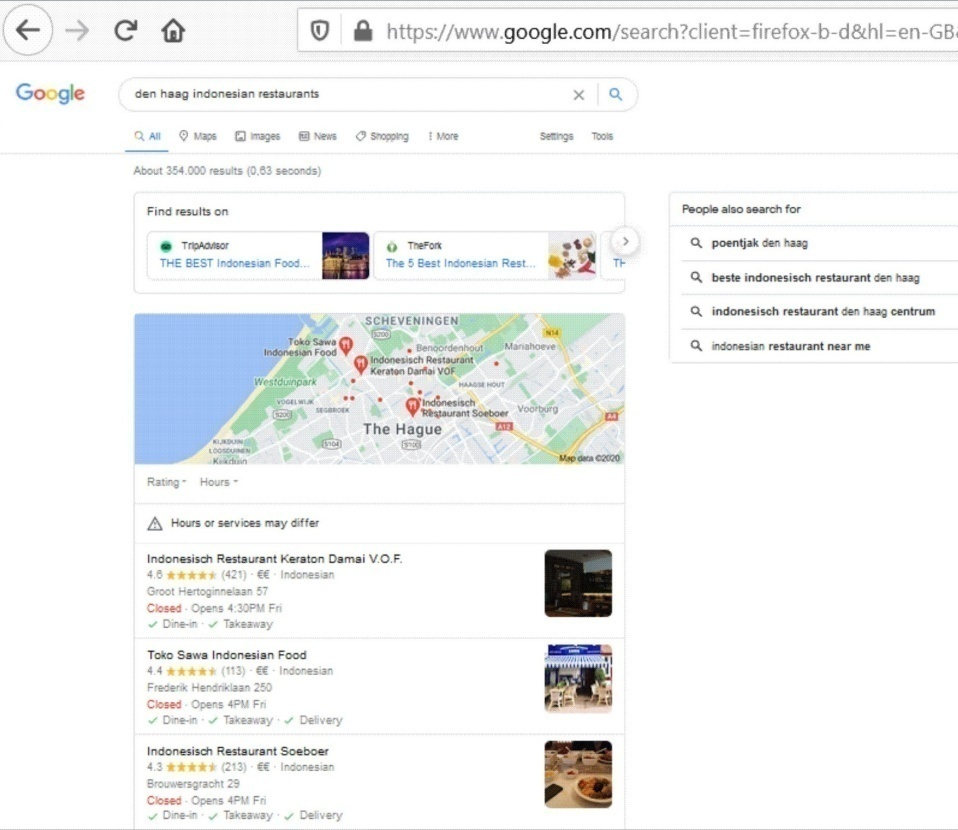 https://www.google.com/search?client=firefox-b-d&hl=en-GB&
Google
den haag indonesian restaurants
All Maps Images News Shopping More Settings Tools
About 354.000 results (0,63 seconds)
Find results on
TripAdvisor
THE BEST Indonesian Food...
TheFork
The 5 Best Indonesian Rest...
TH
People also search for
poentjak den haag
beste indonesisch restaurant den haag
indonesisch restaurant den haag centrum
indonesian restaurant near me
SCHEVENINGEN
S200
N14
Toko Sawa
Indonesian Food
Benoordenhout
Mariahoeve
Indonesisch Restaurant
Keraton Damai VOF
Westduinpark
HAAGSE HOUT
VOGELWIJK
SEGBROEK
S200
Indonesisch
Restaurant Soeboer
Voorburg
A4
A12
The Hague
KIJKDUIN
LOOSDUINEN
Kijkduin
S104
S100
Map data ©2020
Rating Hours
Hours or services may differ
Indonesisch Restaurant Keraton Damai V.O.F.
4.6 (421) · €€ · Indonesian
Groot Hertoginnelaan 57
Closed · Opens 4:30PM Fri
✓ Dine-in · ✓ Takeaway
Toko Sawa Indonesian Food
4.4 (113) · €€ · Indonesian
Frederik Hendriklaan 250
Closed · Opens 4PM Fri
✓ Dine-in · ✓ Takeaway · ✓ Delivery
Indonesisch Restaurant Soeboer
4.3 (213) · €€ · Indonesian
Brouwersgracht 29
Closed · Opens 4PM Fri
✓ Dine-in · ✓ Takeaway · ✓ Delivery